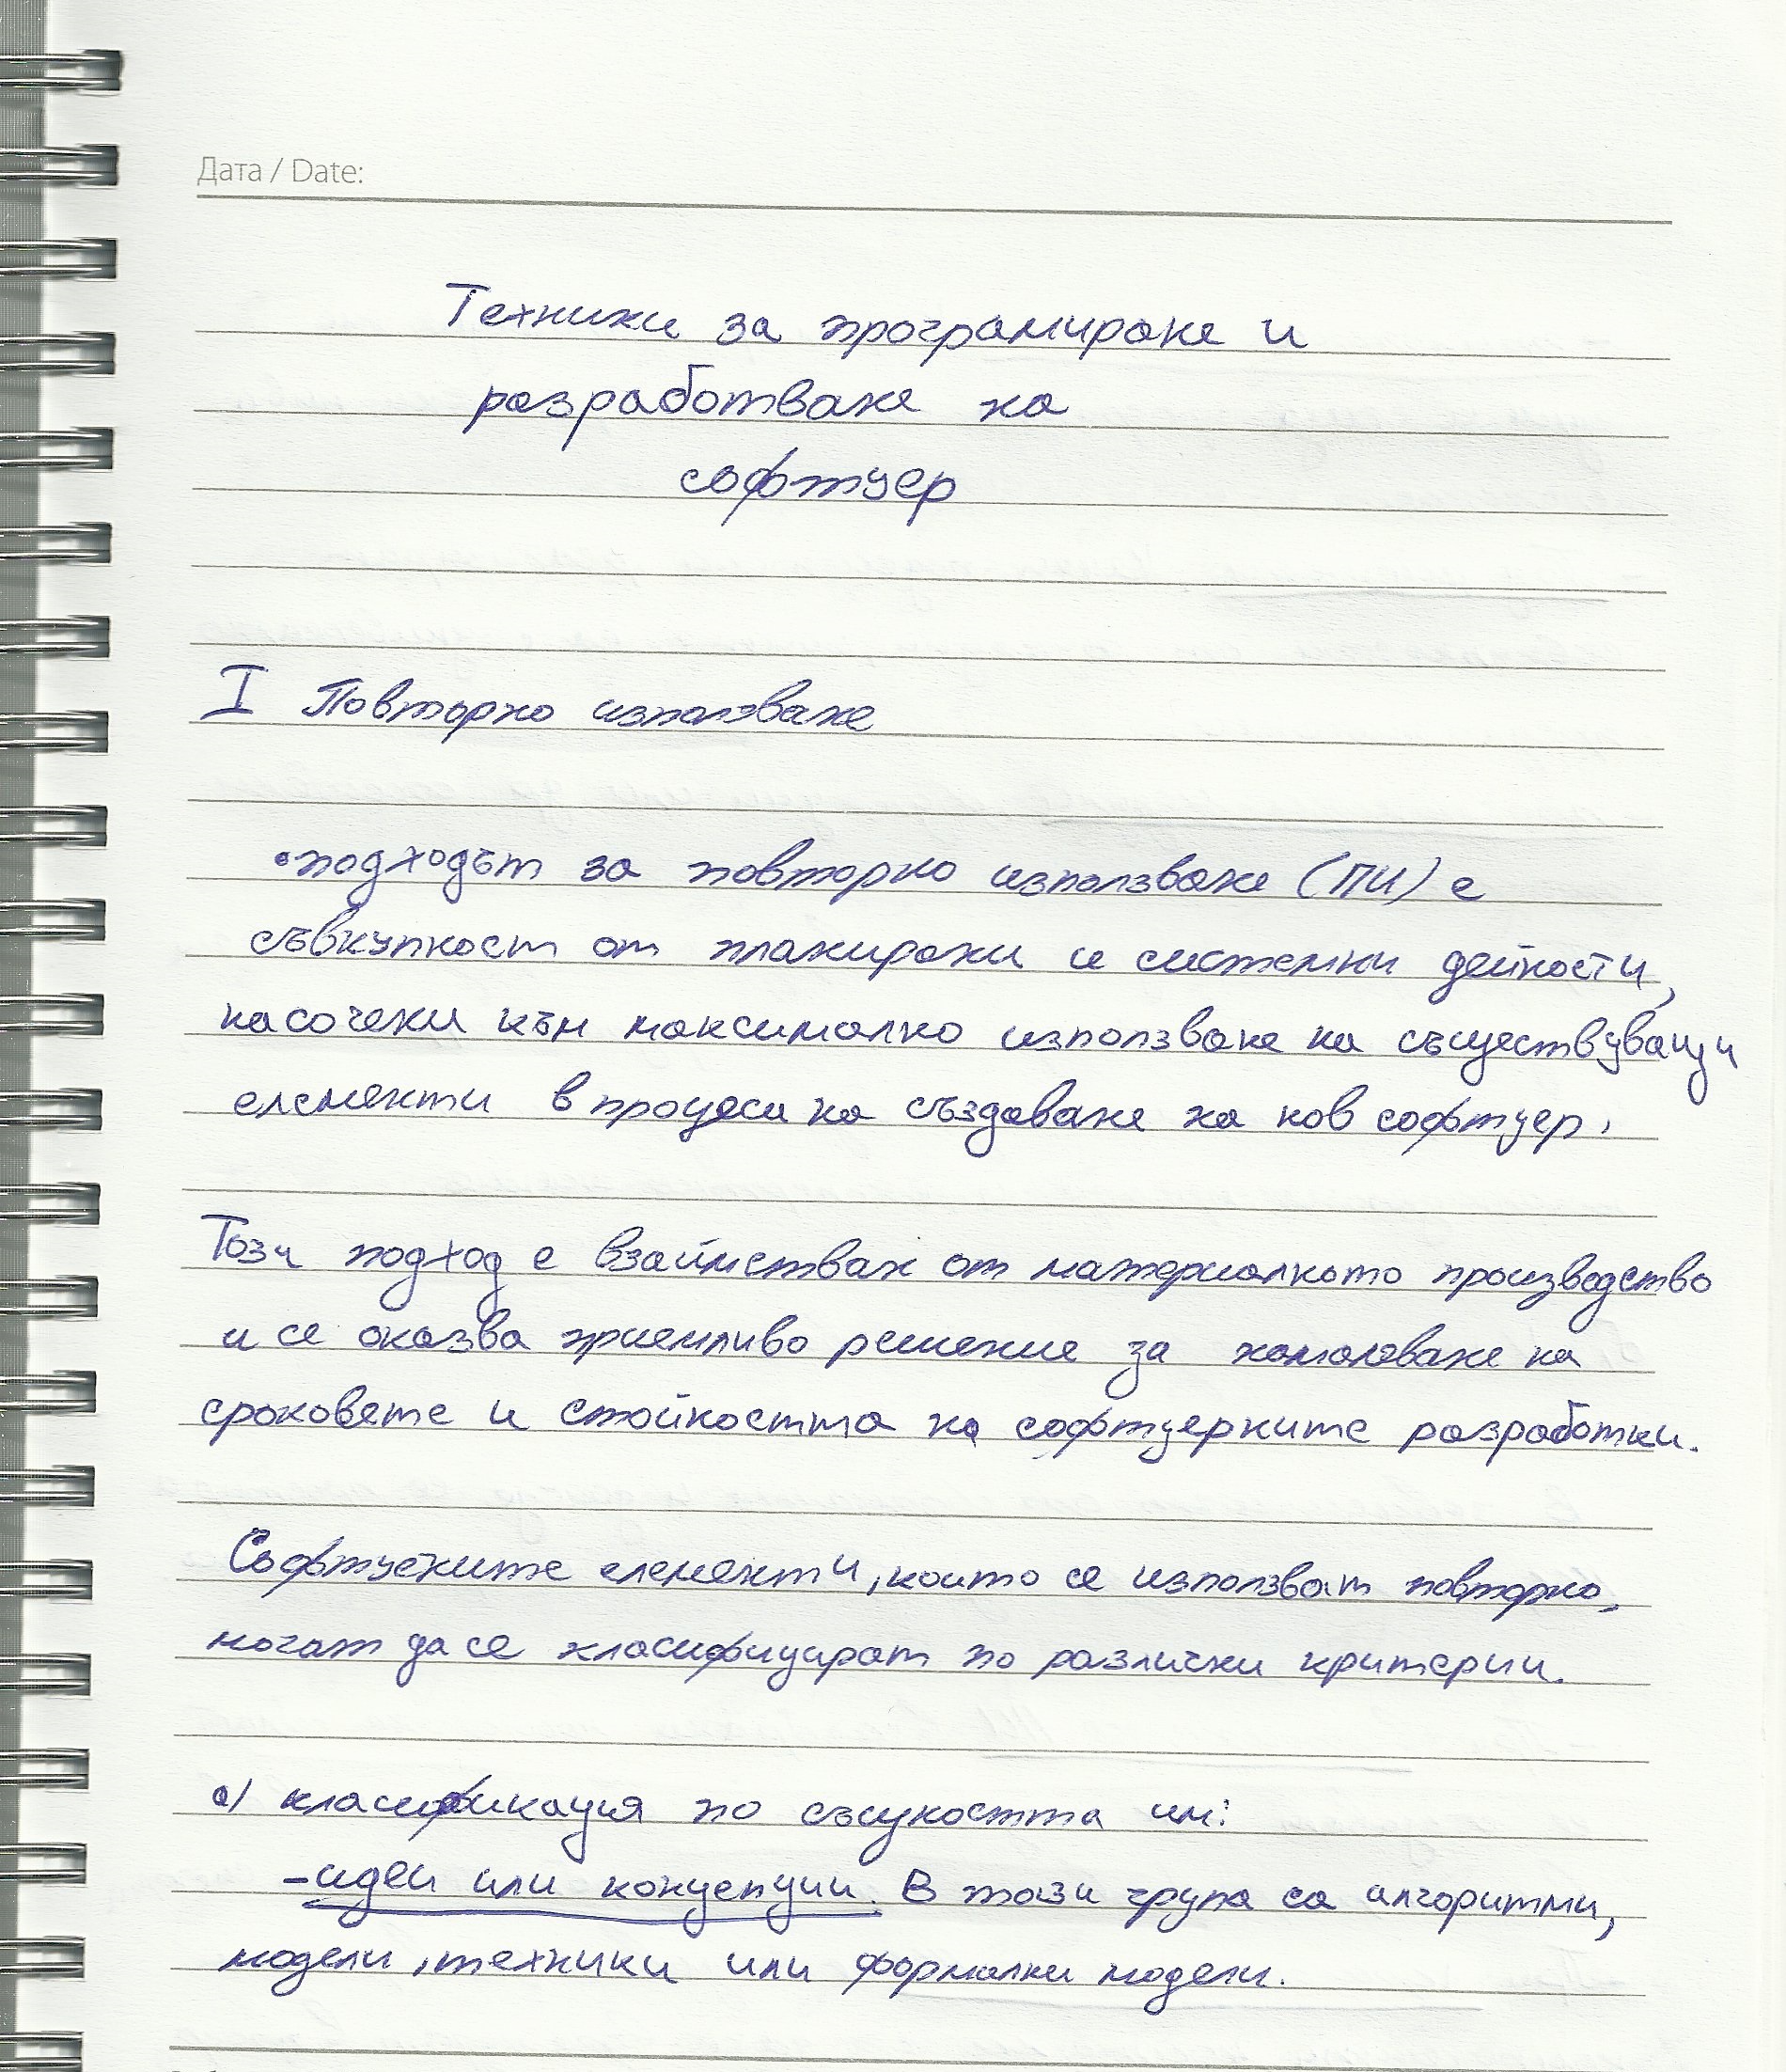 Дата / Date:
Техники за програмиране и
разработване на
софтуер
I Повторно използване
•подходът за повторно използване (ПИ) е
съвкупност от планирани и системни дейности,
насочени към максимално използване на съществуващи
елементи в процеса на създаване на нов софтуер.
Този подход е взаимстван от материалното производство
и се оказва приемливо решение за намаляване на
сроковете и стойността на софтуерните разработки.
Софтуерните елементи, които се използват повторно,
могат да се класифицират по различни критерии.
а) класификация по същността им:
- идеи или концепции. В тази група са алгоритми,
модели, техники или формални модели.